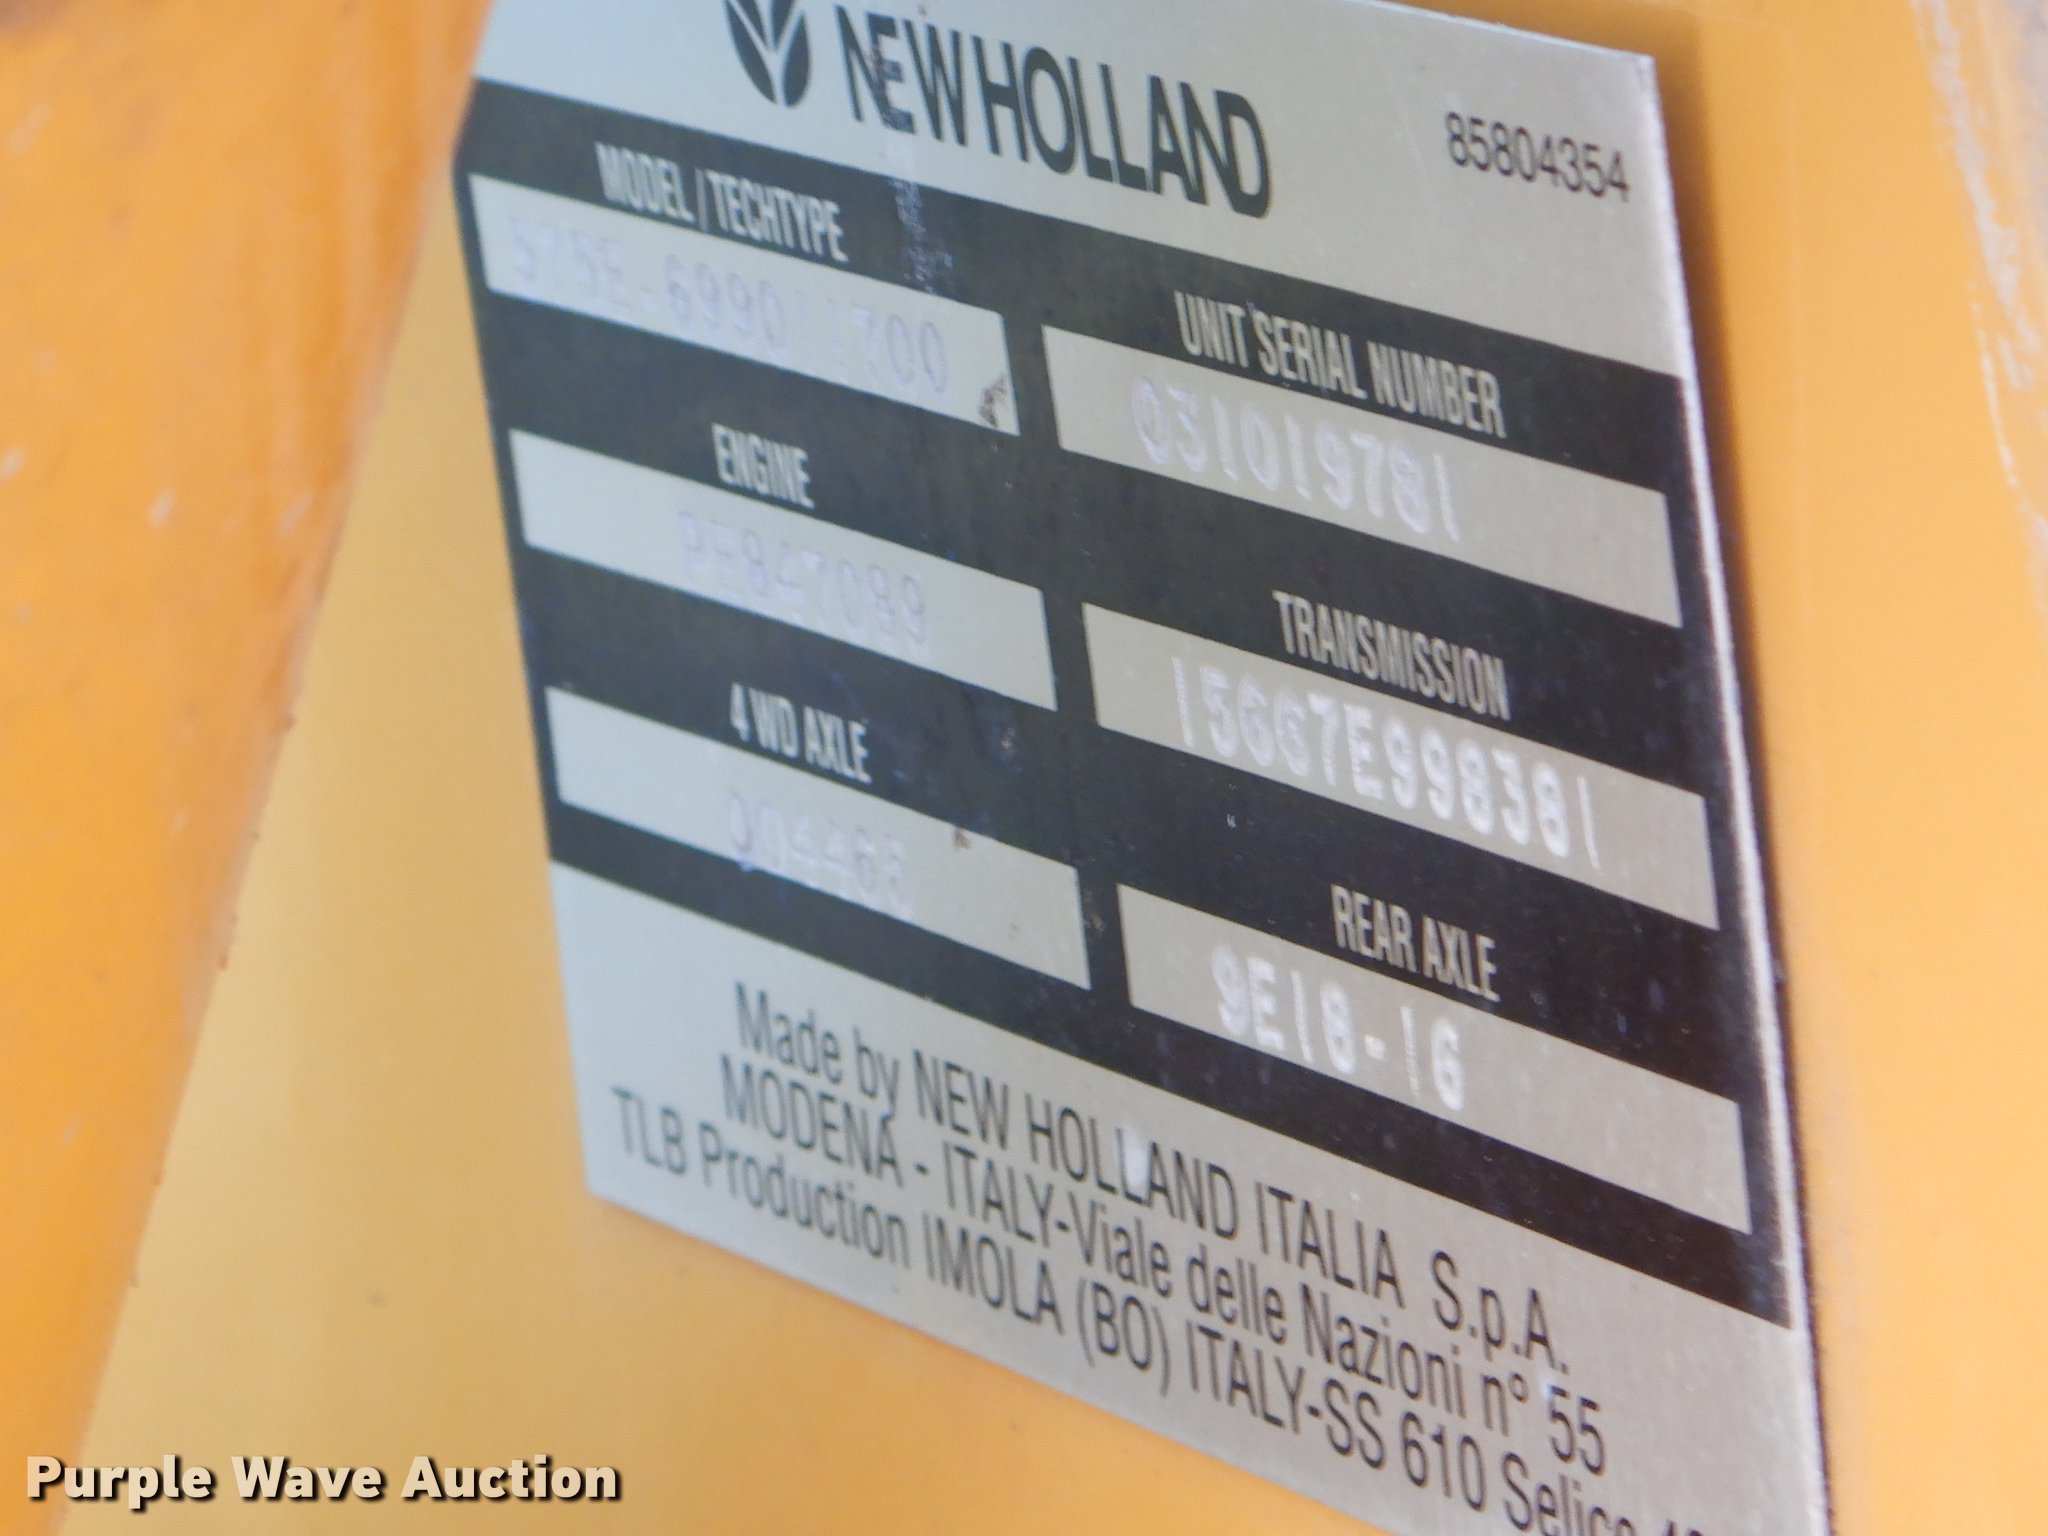 NEW HOLLAND
85804354
MODEL / TECHTYPE
UNIT SERIAL NUMBER
031019781
ENGINE
TRANSMISSION
15667E998381
4 WD AXLE
REAR AXLE
9E18-16
Made by NEW HOLLAND ITALIA S.p.A.
MODENA - ITALY-Viale delle Nazioni n° 55
TLB Production IMOLA (BO) ITALY-SS 610 Selice
Purple Wave Auction